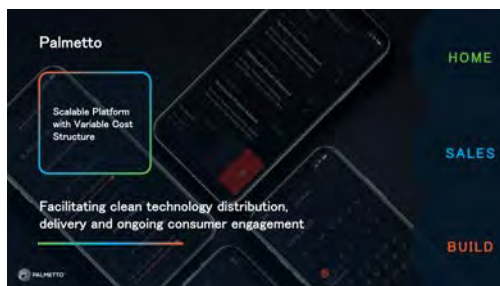 Palmetto
HOME
Scalable Platform
with Variable Cost
Structure
SALES
Facilitating clean technology distribution,
delivery and ongoing consumer engagement
BUILD
PALMETTO